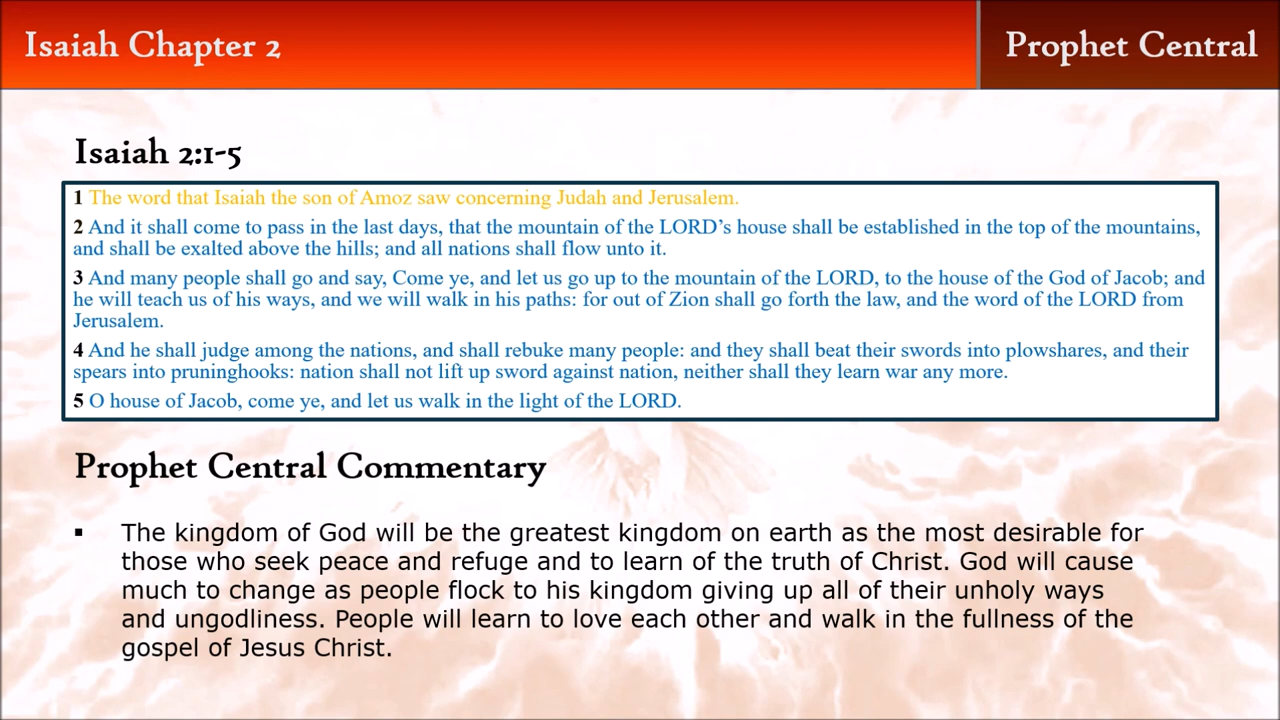 Isaiah Chapter 2
Prophet Central
Isaiah 2:1-5
1 The word that Isaiah the son of Amoz saw concerning Judah and Jerusalem.
2 And it shall come to pass in the last days, that the mountain of the LORD’s house shall be established in the top of the mountains,
and shall be exalted above the hills; and all nations shall flow unto it.
3 And many people shall go and say, Come ye, and let us go up to the mountain of the LORD, to the house of the God of Jacob; and
he will teach us of his ways, and we will walk in his paths: for out of Zion shall go forth the law, and the word of the LORD from
Jerusalem.
4 And he shall judge among the nations, and shall rebuke many people: and they shall beat their swords into plowshares, and their
spears into pruninghooks: nation shall not lift up sword against nation, neither shall they learn war any more.
5 O house of Jacob, come ye, and let us walk in the light of the LORD.
Prophet Central Commentary
▪ The kingdom of God will be the greatest kingdom on earth as the most desirable for
those who seek peace and refuge and to learn of the truth of Christ. God will cause
much to change as people flock to his kingdom giving up all of their unholy ways
and ungodliness. People will learn to love each other and walk in the fullness of the
gospel of Jesus Christ.